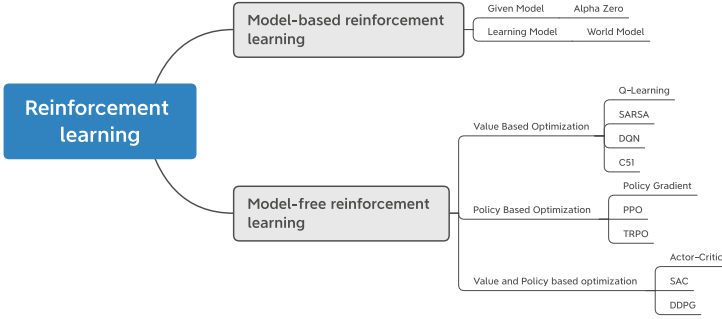 Reinforcement
learning
Model-based reinforcement
learning
Given Model
Alpha Zero
Learning Model
World Model
Model-free reinforcement
learning
Value Based Optimization
Q-Learning
SARSA
DQN
C51
Policy Based Optimization
Policy Gradient
PPO
TRPO
Value and Policy based optimization
Actor-Critic
SAC
DDPG